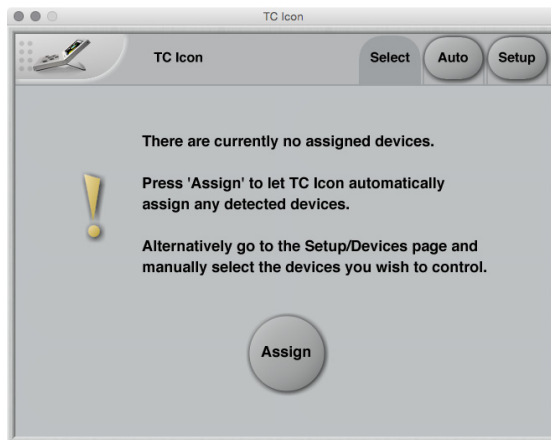 TC Icon
TC Icon
Select
Auto
Setup
There are currently no assigned devices.
Press 'Assign' to let TC Icon automatically
assign any detected devices.
Alternatively go to the Setup/Devices page and
manually select the devices you wish to control.
Assign